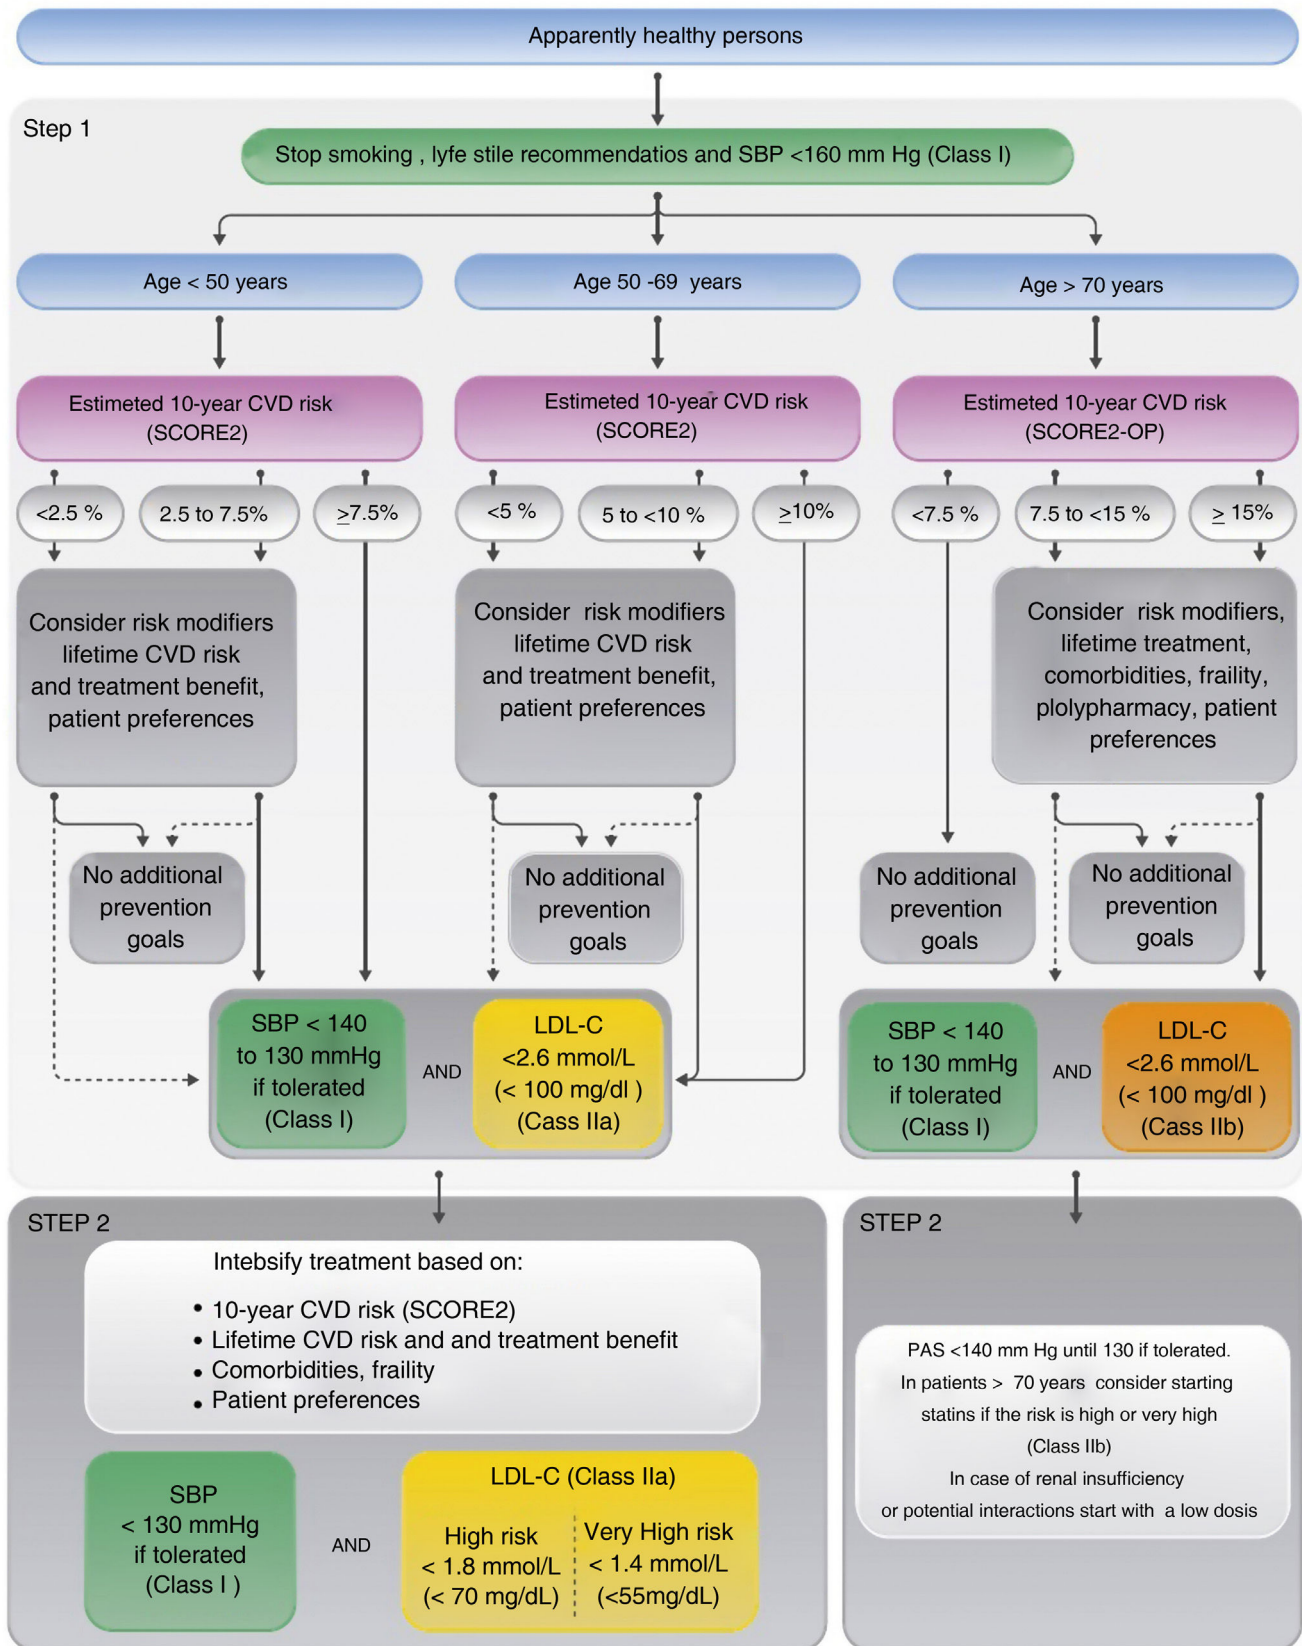 Apparently healthy persons
Step 1
Stop smoking , lyfe stile recommendatios and SBP <160 mm Hg (Class I)
Age < 50 years
Age 50 -69 years
Age > 70 years
Estimeted 10-year CVD risk
(SCORE2)
Estimeted 10-year CVD risk
(SCORE2)
Estimeted 10-year CVD risk
(SCORE2-OP)
<2.5 %
2.5 to 7.5%
≥7.5%
<5 %
5 to <10 %
≥10%
<7.5 %
7.5 to <15 %
≥ 15%
Consider risk modifiers
lifetime CVD risk
and treatment benefit,
patient preferences
Consider risk modifiers
lifetime CVD risk
and treatment benefit,
patient preferences
Consider risk modifiers,
lifetime treatment,
comorbidities, fraility,
plolypharmacy, patient
preferences
No additional
prevention
goals
No additional
prevention
goals
No additional
prevention
goals
No additional
prevention
goals
SBP < 140
to 130 mmHg
if tolerated
(Class I)
AND
LDL-C
<2.6 mmol/L
(< 100 mg/dl )
(Cass IIa)
SBP < 140
to 130 mmHg
if tolerated
(Class I)
AND
LDL-C
<2.6 mmol/L
(< 100 mg/dl )
(Cass IIb)
STEP 2
Intebsify treatment based on:
• 10-year CVD risk (SCORE2)
• Lifetime CVD risk and and treatment benefit
• Comorbidities, fraility
• Patient preferences
SBP
< 130 mmHg
if tolerated
(Class I )
AND
LDL-C (Class IIa)
High risk
< 1.8 mmol/L
(< 70 mg/dL)
Very High risk
< 1.4 mmol/L
(<55mg/dL)
STEP 2
PAS <140 mm Hg until 130 if tolerated.
In patients > 70 years consider starting
statins if the risk is high or very high
(Class IIb)
In case of renal insufficiency
or potential interactions start with a low dosis